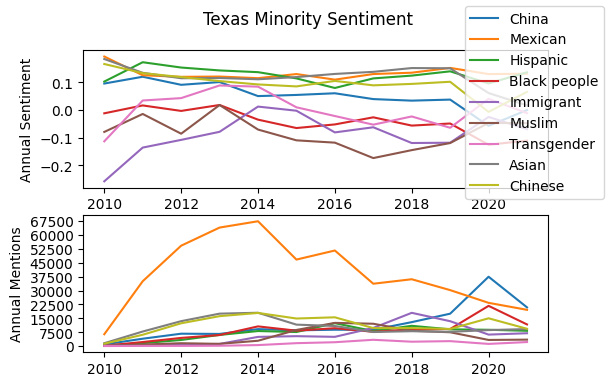 Texas Minority Sentiment
China
Mexican
Hispanic
Black people
Immigrant
Muslim
Transgender
Asian
Chinese
Annual Sentiment
0.1
0.0
−0.1
−0.2
2010 2012 2014 2016 2018 2020
Annual Mentions
67500
60000
52500
45000
37500
30000
22500
15000
7500
0
2010 2012 2014 2016 2018 2020